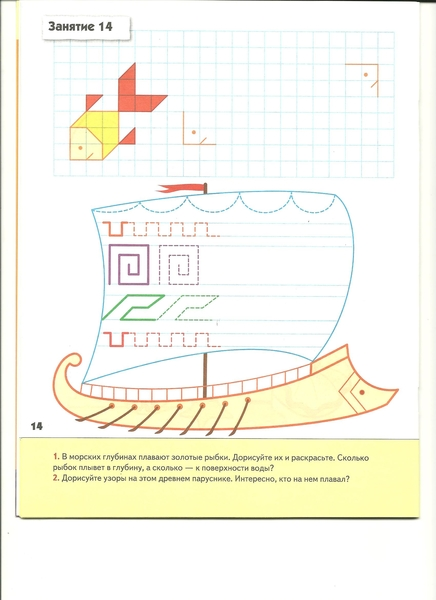 Занятие 14
14
1. В морских глубинах плавают золотые рыбки. Дорисуйте их и раскрасьте. Сколько
рыбок плывет в глубину, а сколько — к поверхности воды?
2. Дорисуйте узоры на этом древнем паруснике. Интересно, кто на нем плавал?